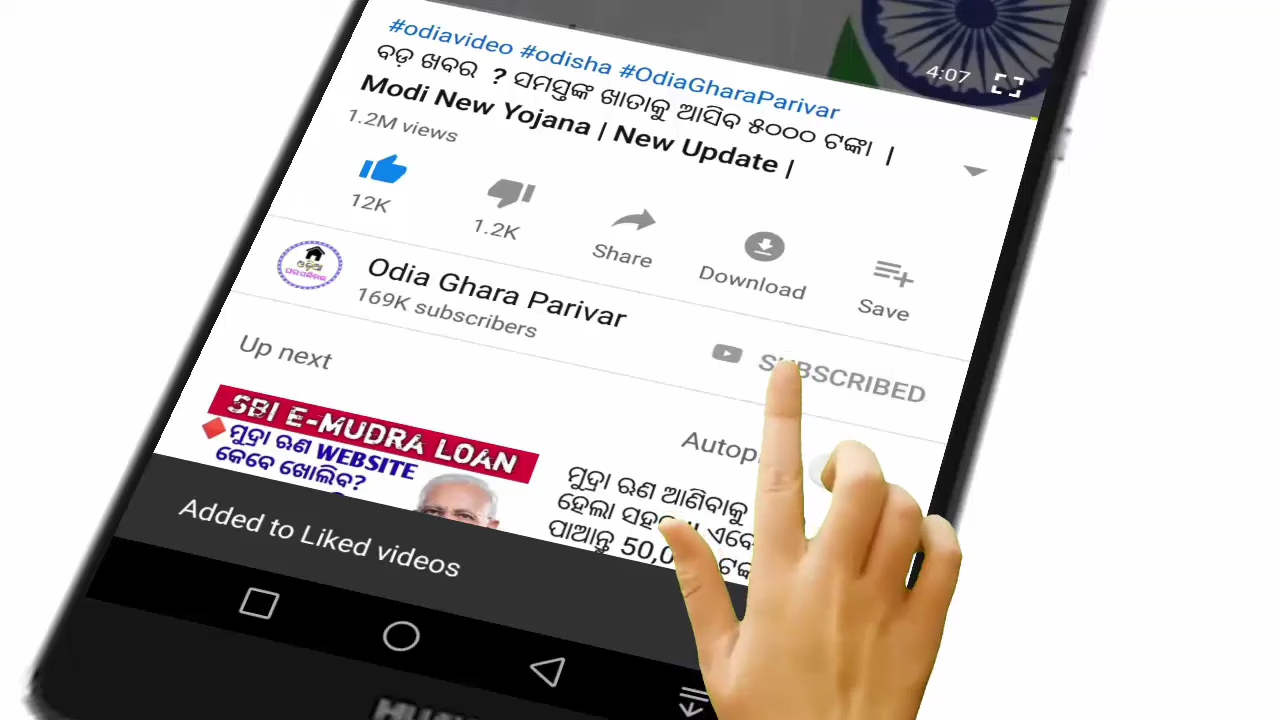 4:07
#odiavideo #odisha #OdiaGharaParivar
ବଡ଼ ଖବର ? ସମସ୍ତଙ୍କ ଖାତାକୁ ଆସିବ ୫୦୦୦ ଟଙ୍କା |
Modi New Yojana | New Update |
1.2M views
12K
1.2K
Share
Download
Save
Odia Ghara Parivar
169K subscribers
SUBSCRIBED
Up next
SBI E-MUDRA LOAN
ମୁଦ୍ରା ଋଣ WEBSITE
କେବେ ଖୋଲିବ?
ମୁଦ୍ରା ଋଣ ଆଣିବାକୁ
ହେଲା
ପାଆନ୍ତୁ
Added to Liked videos